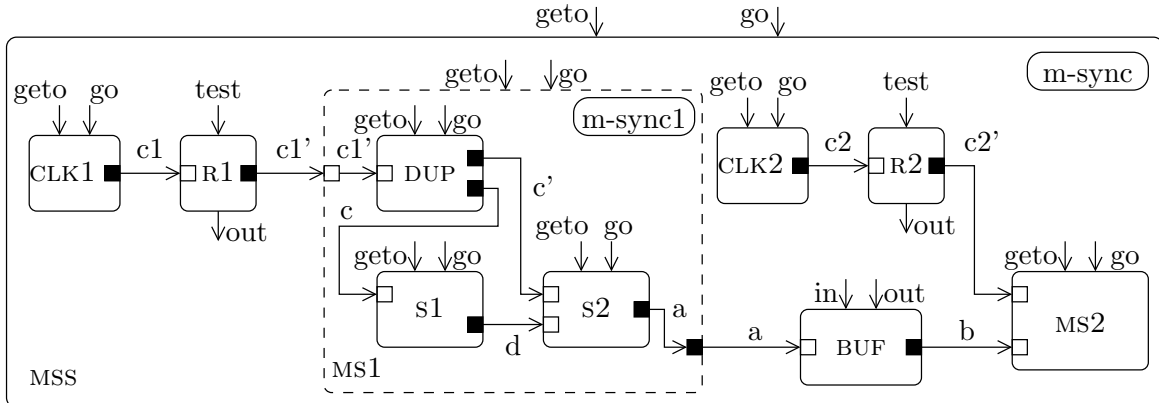 geto go
m-sync
geto go
geto go test geto go test
m-sync1
geto go
CLK1 c1 R1 c1' c1' DUP CLK2 c2 R2 c2'
c'
c
out out
geto go
geto go geto go
S1 S2 in out MS2
a
d a BUF b
MSS MS1